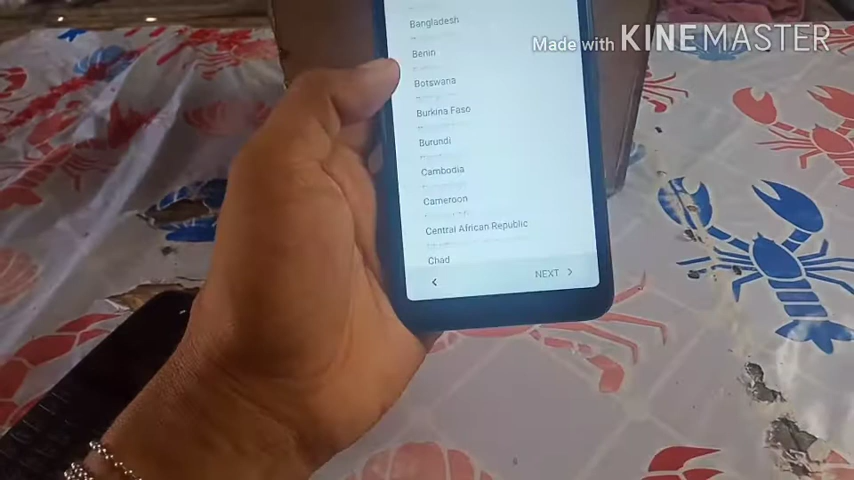 Made with KINEMASTER
Bangladesh
Benin
Botswana
Burkina Faso
Burundi
Cambodia
Cameroon
Central African Republic
Chad
NEXT